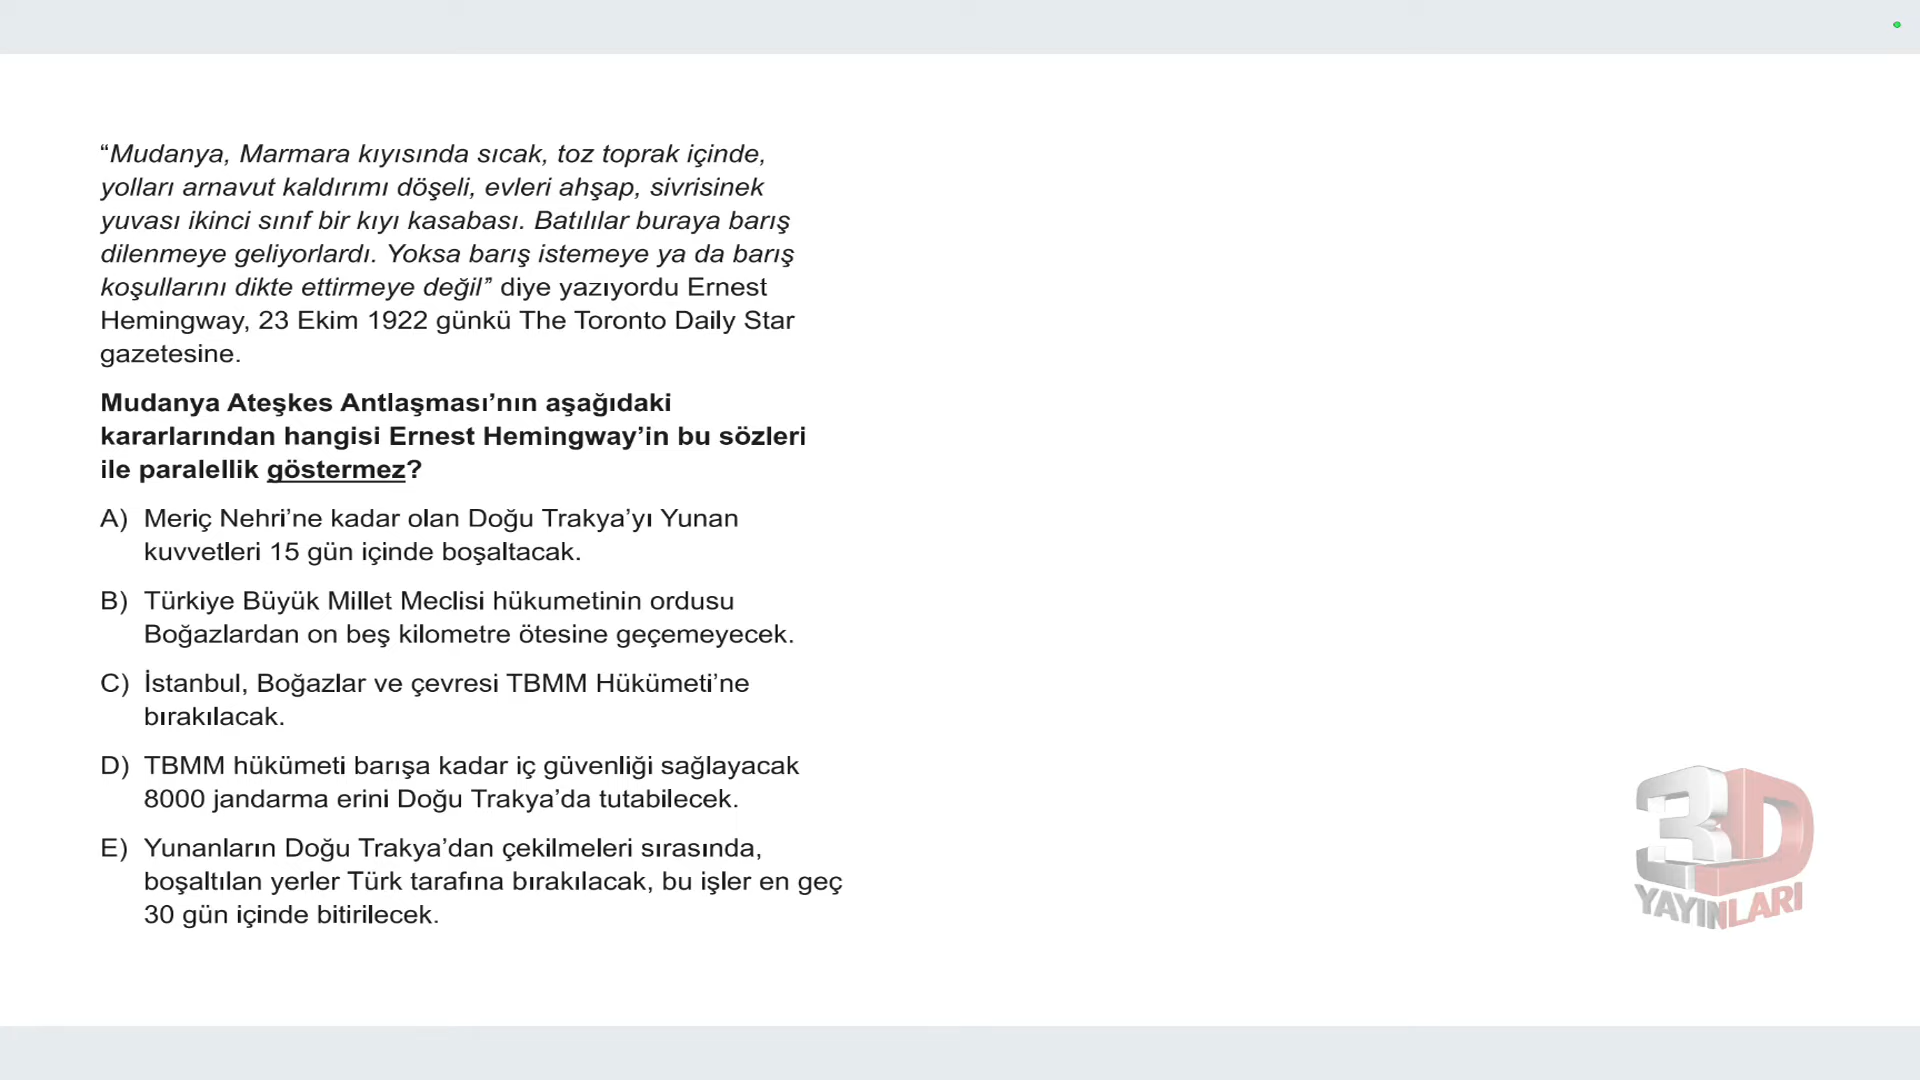 “Mudanya, Marmara kıyısında sıcak, toz toprak içinde,
yolları arnavut kaldırımı döşeli, evleri ahşap, sivrisinek
yuvası ikinci sınıf bir kıyı kasabası. Batılılar buraya barış
dilenmeye geliyorlardı. Yoksa barış istemeye ya da barış
koşullarını dikte ettirmeye değil” diye yazıyordu Ernest
Hemingway, 23 Ekim 1922 günkü The Toronto Daily Star
gazetesine.
Mudanya Ateşkes Antlaşması’nın aşağıdaki
kararlarından hangisi Ernest Hemingway’in bu sözleri
ile paralellik göstermez?
A) Meriç Nehri’ne kadar olan Doğu Trakya’yı Yunan
kuvvetleri 15 gün içinde boşaltacak.
B) Türkiye Büyük Millet Meclisi hükumetinin ordusu
Boğazlardan on beş kilometre ötesine geçemeyecek.
C) İstanbul, Boğazlar ve çevresi TBMM Hükümeti’ne
bırakılacak.
D) TBMM hükümeti barışa kadar iç güvenliği sağlayacak
8000 jandarma erini Doğu Trakya’da tutabilecek.
E) Yunanların Doğu Trakya’dan çekilmeleri sırasında,
boşaltılan yerler Türk tarafına bırakılacak, bu işler en geç
30 gün içinde bitirilecek.
3D
YAYINLARI